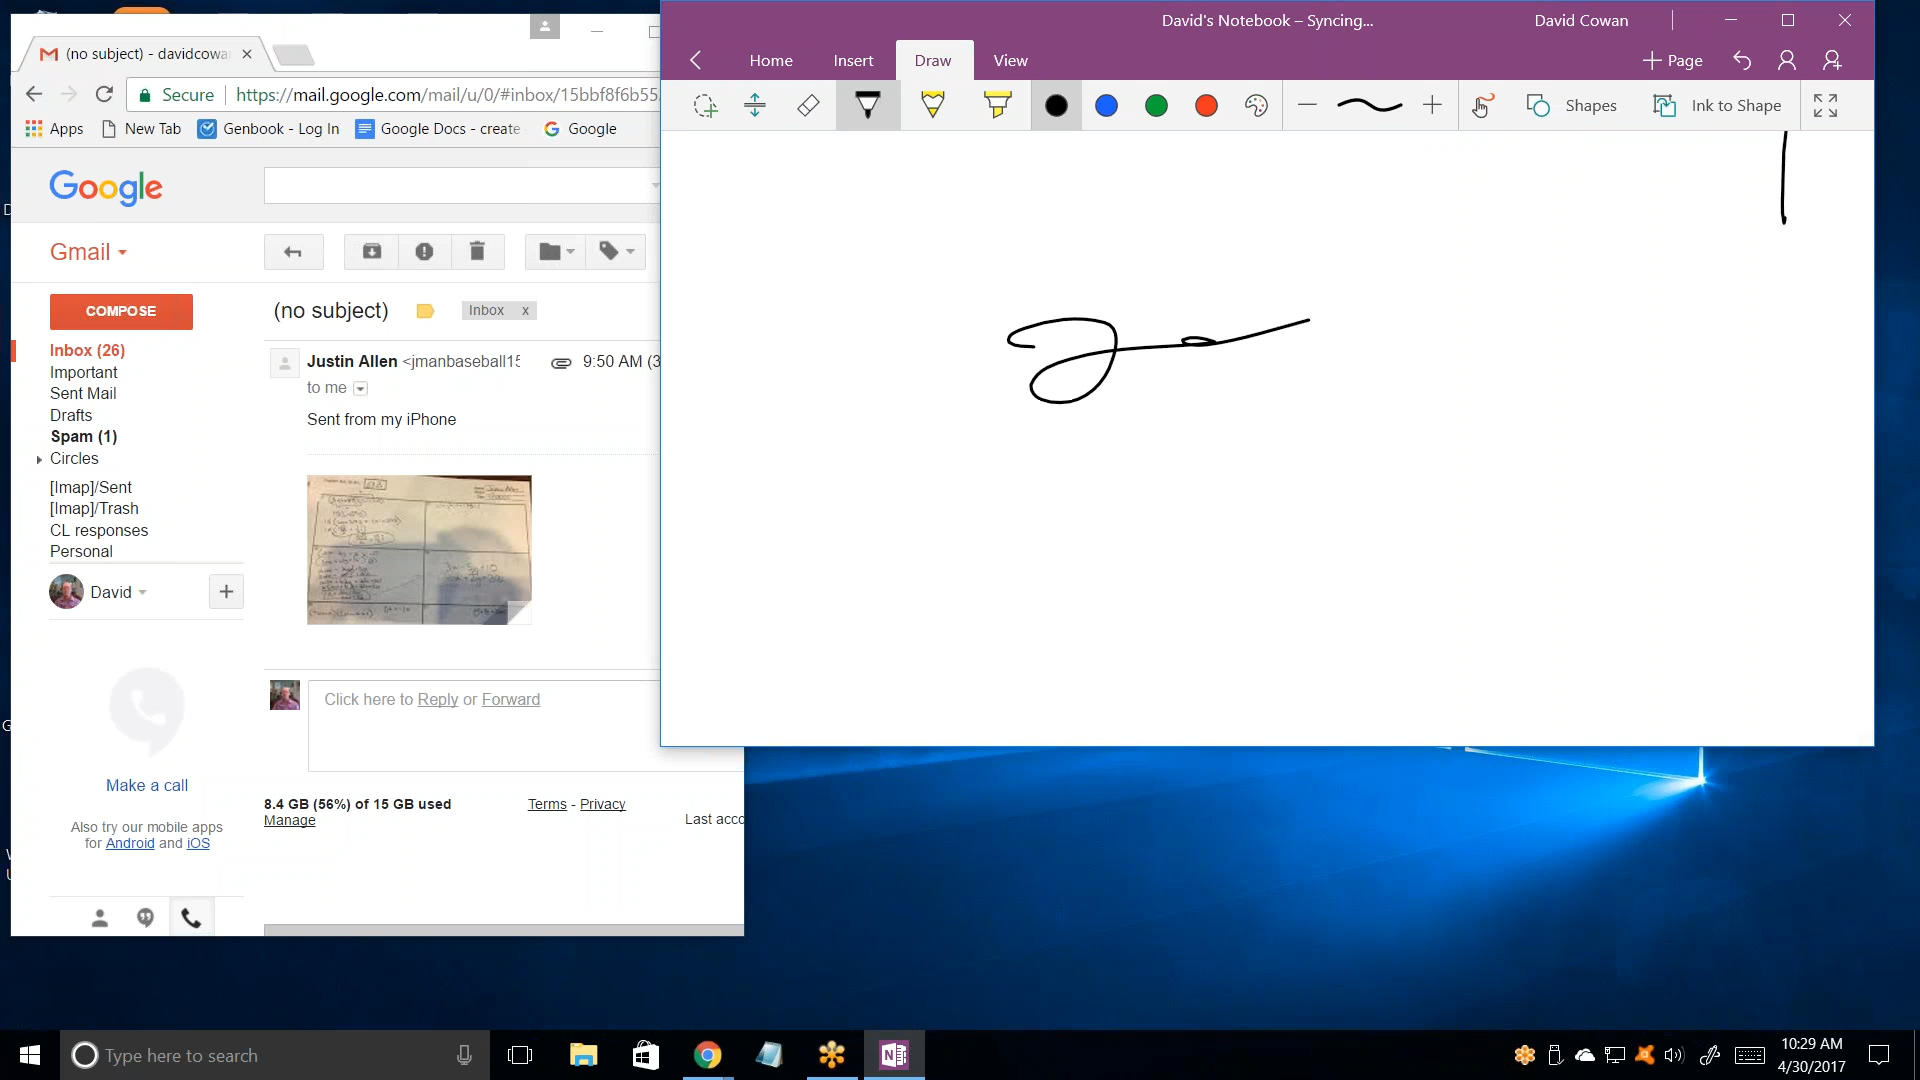 (no subject) - davidcowa
David's Notebook – Syncing...
David Cowan
Home
Insert
Draw
View
Page
Secure
https://mail.google.com/mail/u/0/#inbox/15bbf8f6b55
Shapes
Ink to Shape
Apps
New Tab
Genbook - Log In
Google Docs - create
Google
Google
Gmail
COMPOSE
(no subject)
Inbox x
Inbox (26)
Important
Sent Mail
Drafts
Spam (1)
Circles
[Imap]/Sent
[Imap]/Trash
CL responses
Personal
Justin Allen <jmanbaseball15
9:50 AM (3
to me
Sent from my iPhone
David
Click here to Reply or Forward
Make a call
Also try our mobile apps
for Android and iOS
8.4 GB (56%) of 15 GB used
Manage
Terms - Privacy
Last acco
Type here to search
10:29 AM
4/30/2017